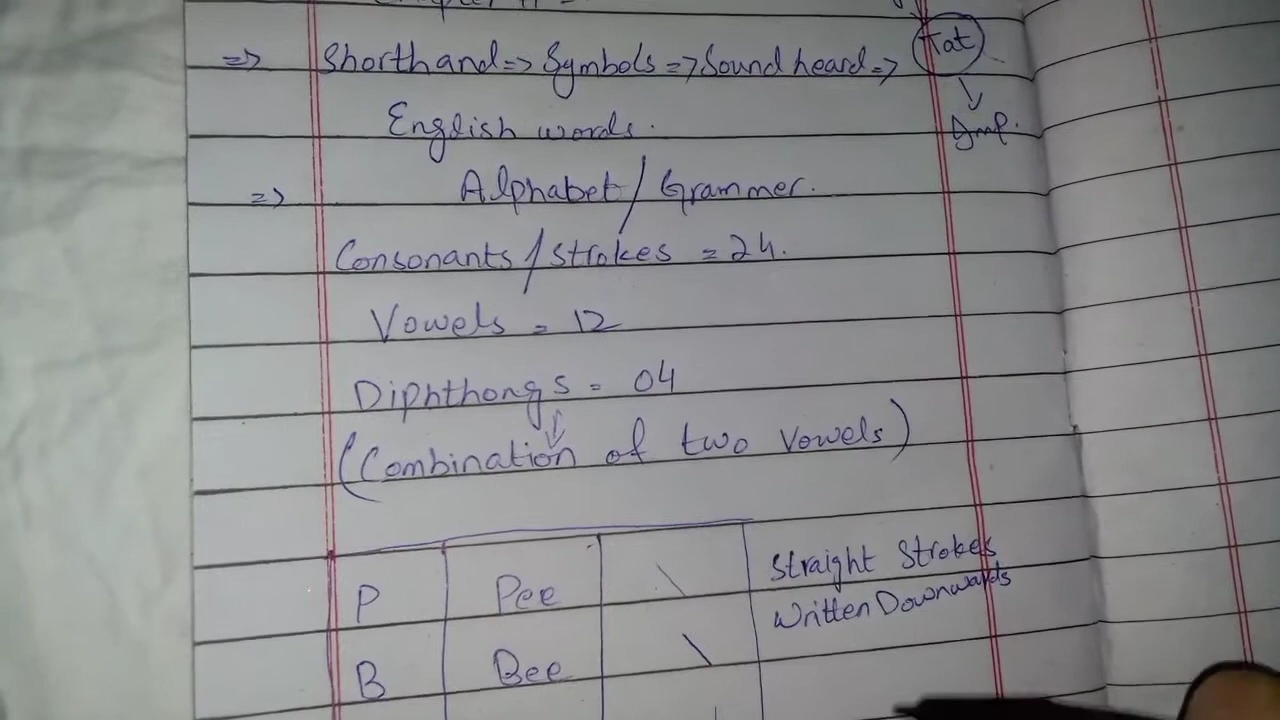 => Shorthand => Symbols => Sound heard =>
English words.
=> Alphabet / Grammer.
Consonants / strokes = 24.
Vowels = 12
Diphthongs = 04
(Combination of two vowels)
P Pee \ Straight Strokes
Written Downwards
B Bee \